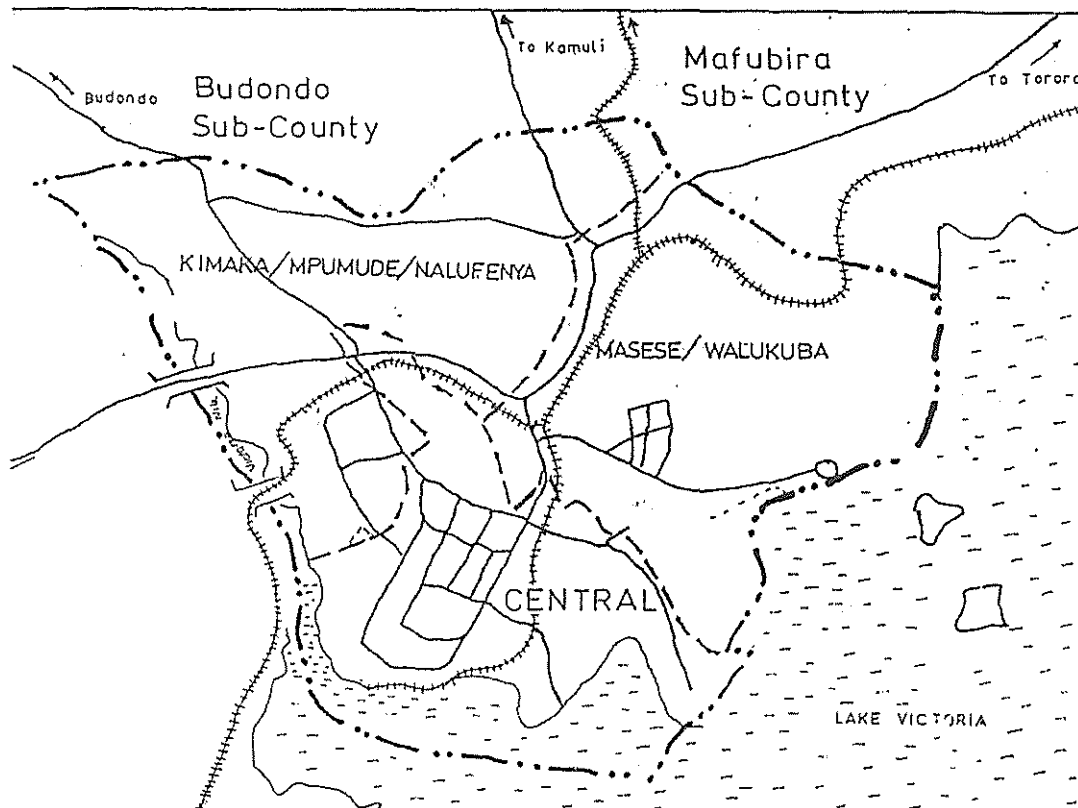 To Kamuli
Mafubira
Sub-County
To Tororo
Budondo
Budondo
Sub-County
KIMAKA/MPUMUDE/NALUFENYA
MASESE/WALUKUBA
CENTRAL
LAKE VICTORIA